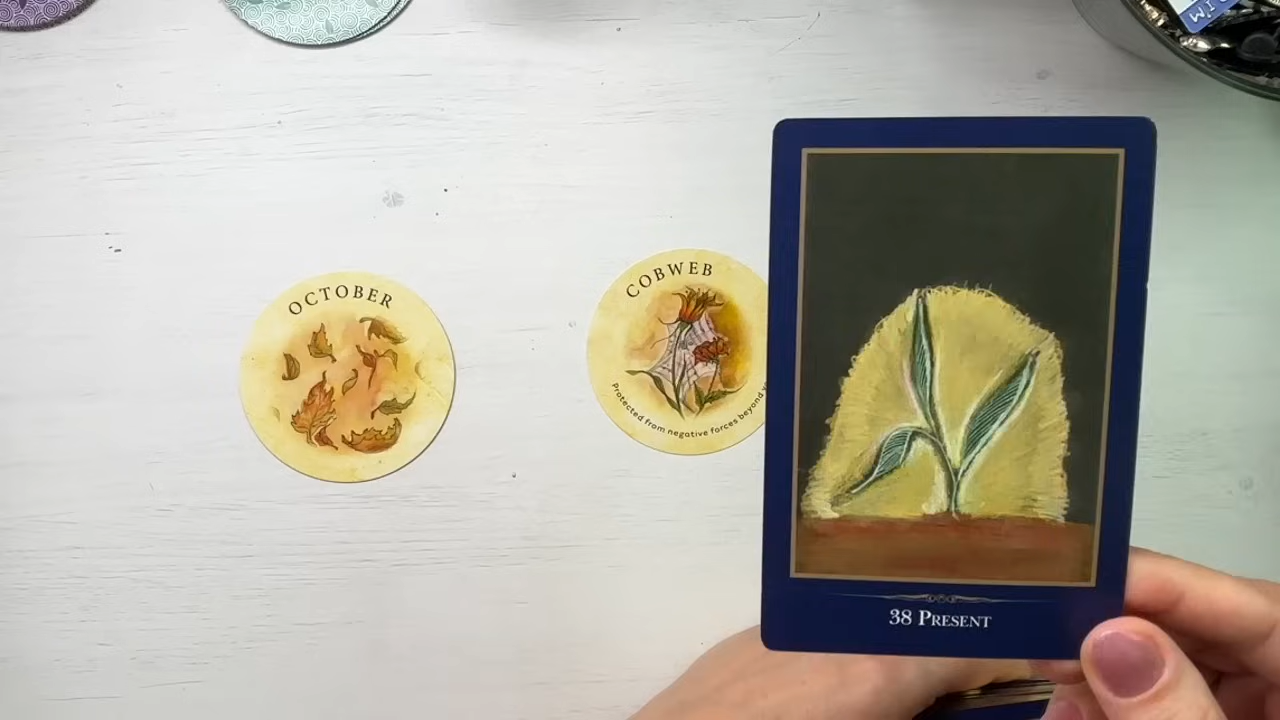 OCTOBER
COBWEB
Protected from negative forces beyond
38 PRESENT
I'M